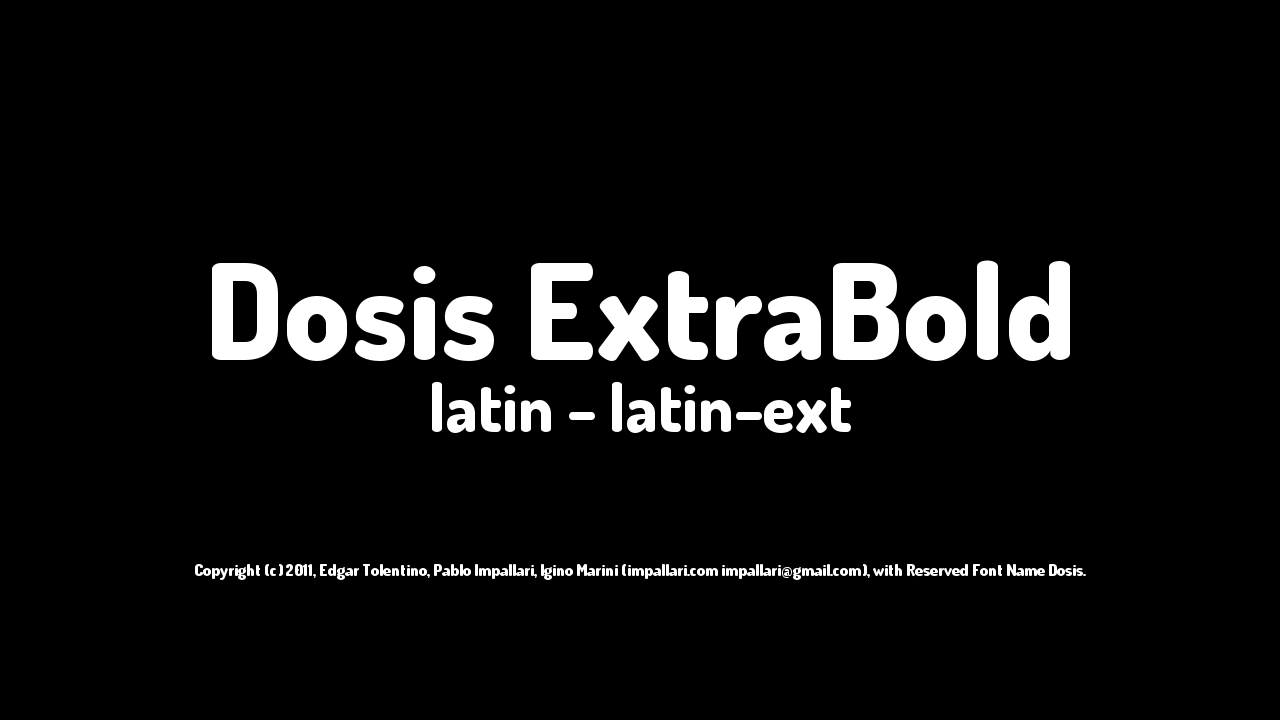 Dosis ExtraBold
latin - latin-ext
Copyright (c) 2011, Edgar Tolentino, Pablo Impallari, Igino Marini (impallari.com impallari@gmail.com), with Reserved Font Name Dosis.